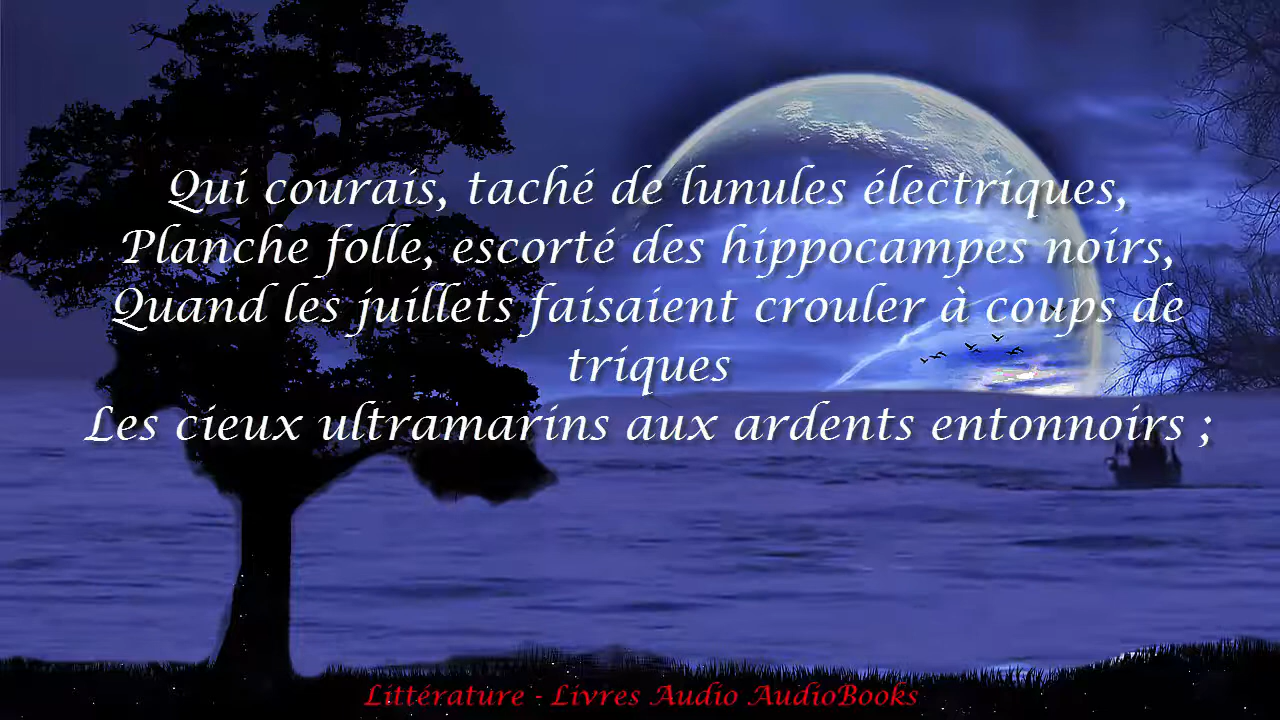 Qui courais, taché de lunules électriques,
Planche folle, escorté des hippocampes noirs,
Quand les juillets faisaient crouler à coups de
triques
Les cieux ultramarins aux ardents entonnoirs ;
Littérature - Livres Audio AudioBooks